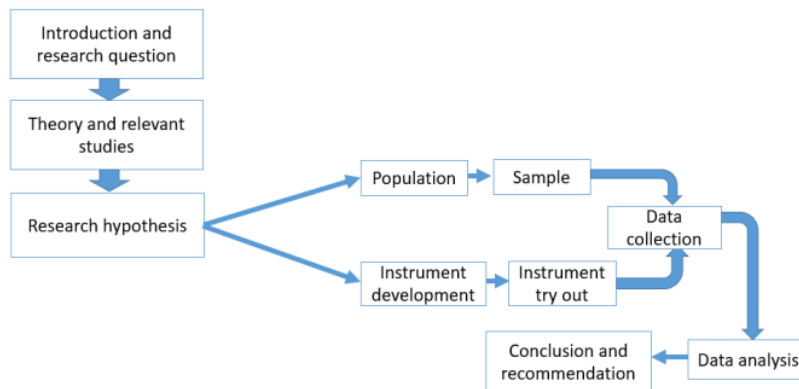 Introduction and
research question
Theory and relevant
studies
Research hypothesis
Population
Sample
Data
collection
Instrument
development
Instrument
try out
Conclusion and
recommendation
Data analysis